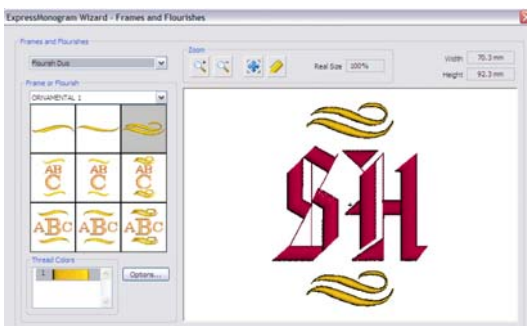 ExpressMonogram Wizard - Frames and Flourishes
Frames and Flourishes
Flourish Duo
Frame or Flourish
ORNAMENTAL 1
AB
C
AB
C
AB
C
ABC
ABC
ABC
Thread Colors
1
Options...
Zoom
Real Size
100%
Width
70.3 mm
Height
92.3 mm
SH